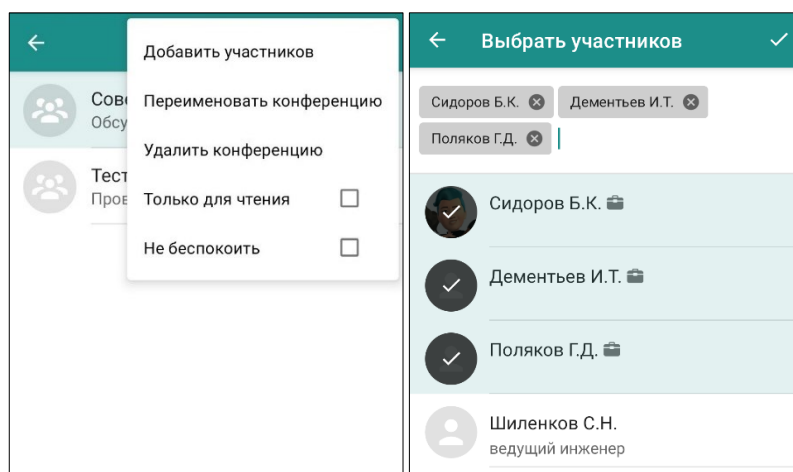 Добавить участников
Сове
Переименовать конференцию
Обсу
Удалить конференцию
Тест
Только для чтения
Пров
Не беспокоить
Выбрать участников
Сидоров Б.К. Дементьев И.Т.
Поляков Г.Д.
Сидоров Б.К.
Дементьев И.Т.
Поляков Г.Д.
Шиленков С.Н.
ведущий инженер